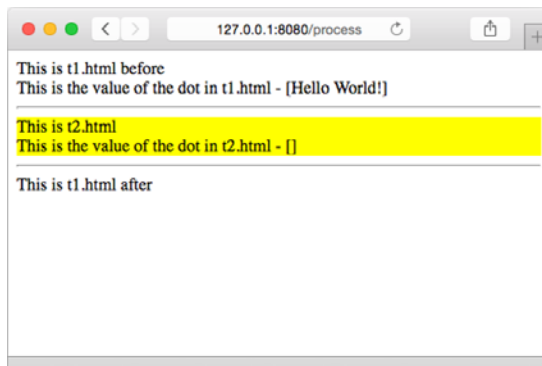 127.0.0.1:8080/process
This is t1.html before
This is the value of the dot in t1.html - [Hello World!]
This is t2.html
This is the value of the dot in t2.html - []
This is t1.html after